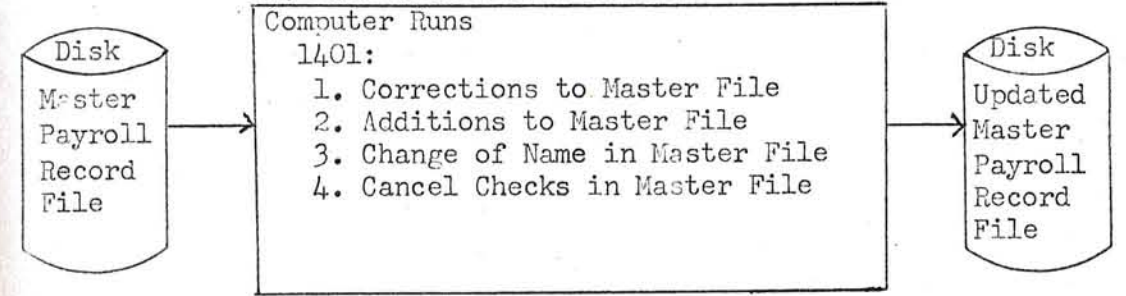 Disk
Master
Payroll
Record
File
Computer Runs
1401:
1. Corrections to Master File
2. Additions to Master File
3. Change of Name in Master File
4. Cancel Checks in Master File
Disk
Updated
Master
Payroll
Record
File